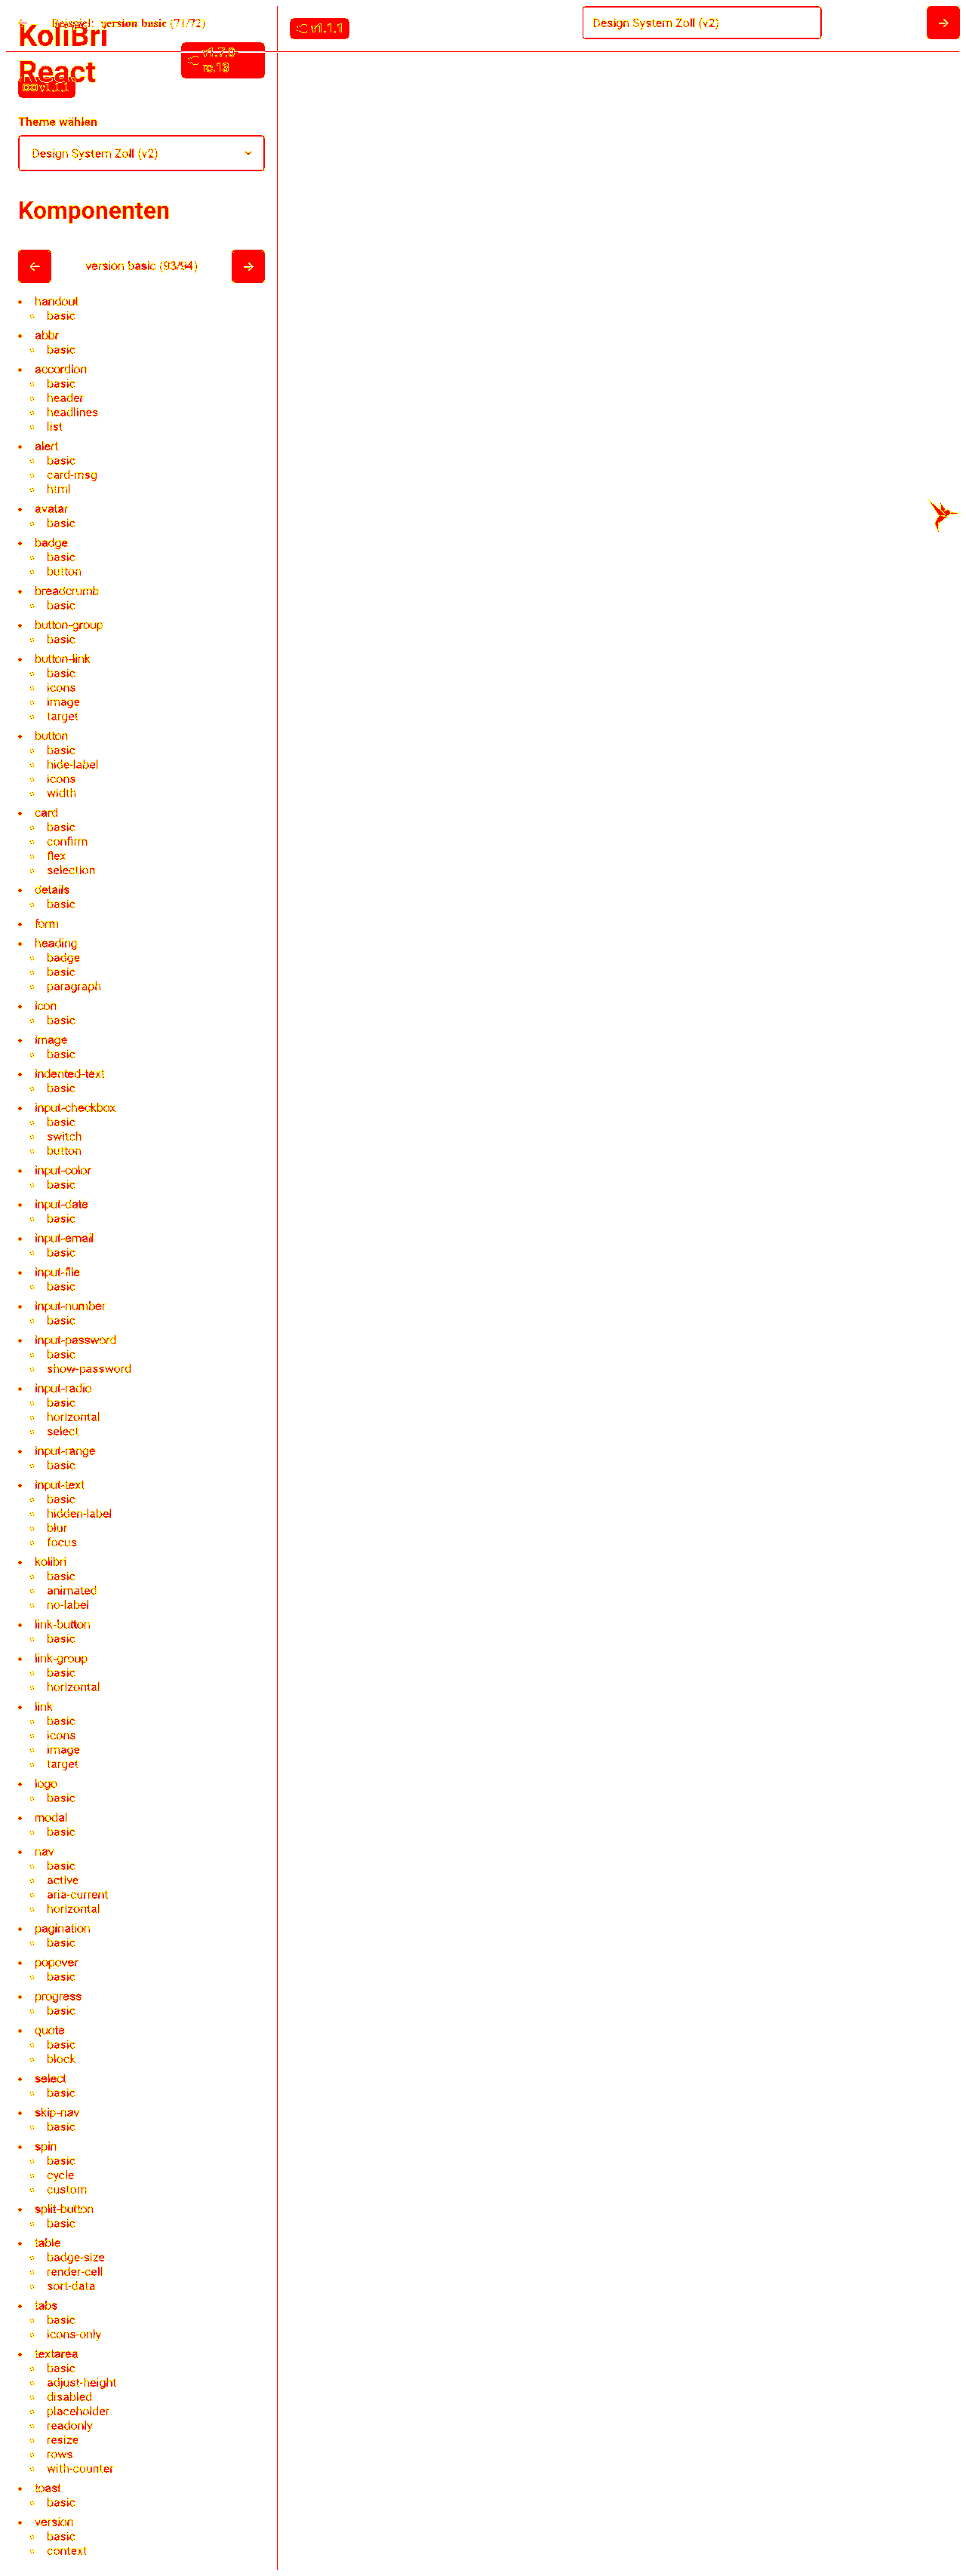 Beispiel: version basic (71/72)
v1.1.1
Design System Zoll (v2)
KoliBri
React
v1.7.0
rc.13
v1.1.1
Theme wählen
Design System Zoll (v2)
Komponenten
version basic (93/94)
handout
basic
abbr
basic
accordion
basic
header
headlines
list
alert
basic
card-msg
html
avatar
basic
badge
basic
button
breadcrumb
basic
button-group
basic
button-link
basic
icons
image
target
button
basic
hide-label
icons
width
card
basic
confirm
flex
selection
details
basic
form
heading
badge
basic
paragraph
icon
basic
image
basic
indented-text
basic
input-checkbox
basic
switch
button
input-color
basic
input-date
basic
input-email
basic
input-file
basic
input-number
basic
input-password
basic
show-password
input-radio
basic
horizontal
select
input-range
basic
input-text
basic
hidden-label
blur
focus
kolibri
basic
animated
no-label
link-button
basic
link-group
basic
horizontal
link
basic
icons
image
target
logo
basic
modal
basic
nav
basic
active
aria-current
horizontal
pagination
basic
popover
basic
progress
basic
quote
basic
block
select
basic
skip-nav
basic
spin
basic
cycle
custom
split-button
basic
table
badge-size
render-cell
sort-data
tabs
basic
icons-only
textarea
basic
adjust-height
disabled
placeholder
readonly
resize
rows
with-counter
toast
basic
version
basic
context